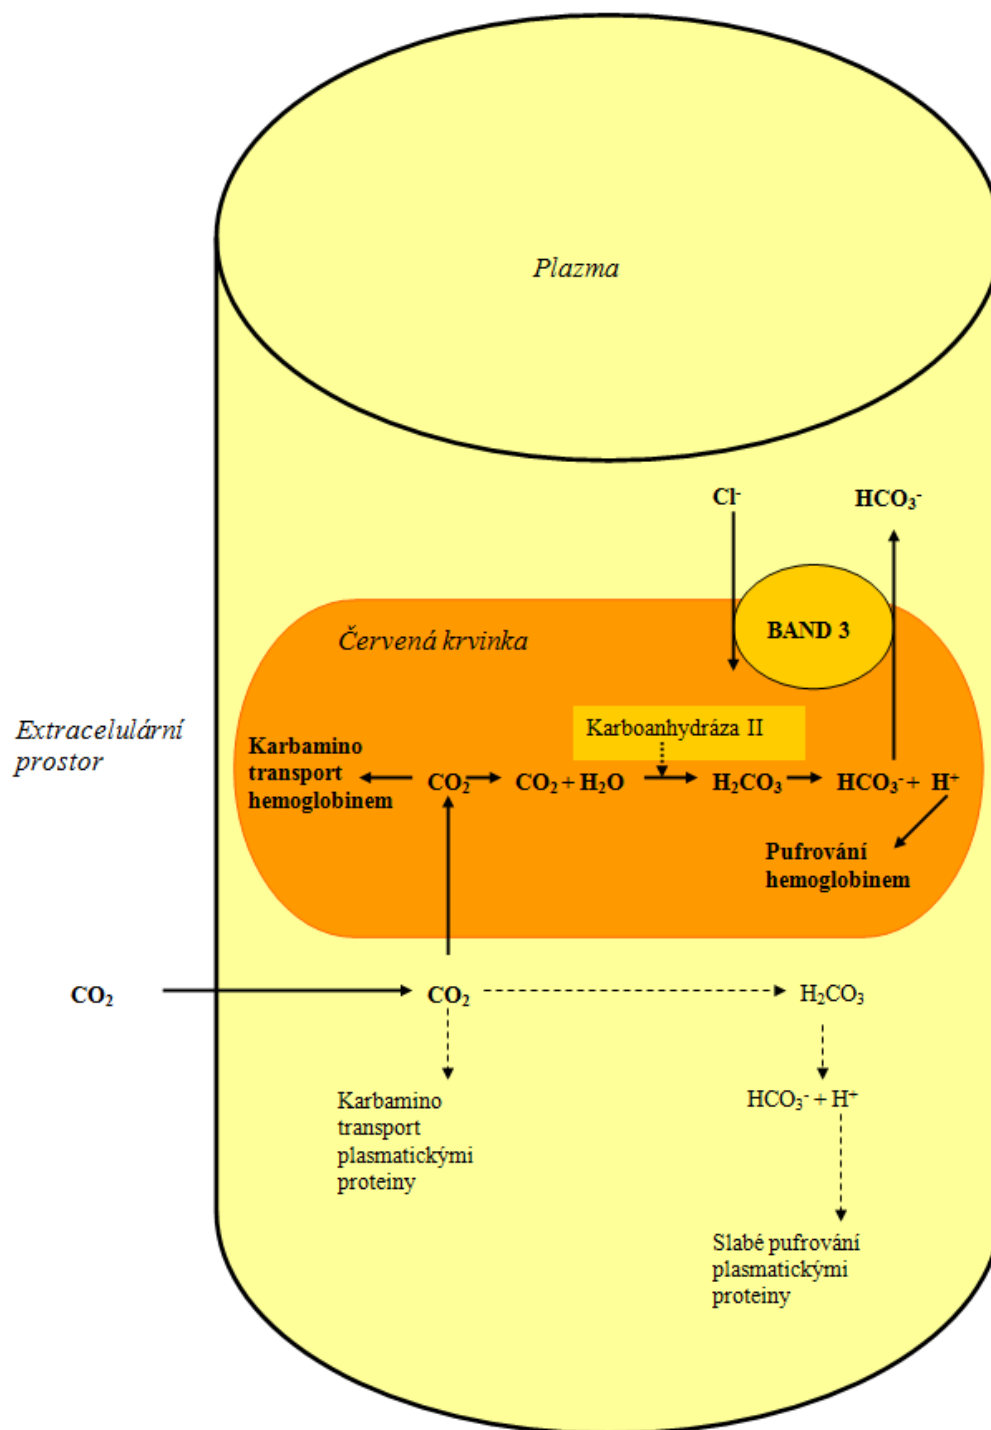 Plazma
Cl⁻
HCO₃⁻
BAND 3
Červená krvinka
Extracelulární
prostor
Karboanhydráza II
Karbamino
transport
hemoglobinem
CO₂
CO₂ + H₂O
H₂CO₃
HCO₃⁻ + H⁺
Pufrování
hemoglobinem
CO₂
CO₂
H₂CO₃
Karbamino
transport
plasmatickými
proteiny
HCO₃⁻ + H⁺
Slabé pufrování
plasmatickými
proteiny